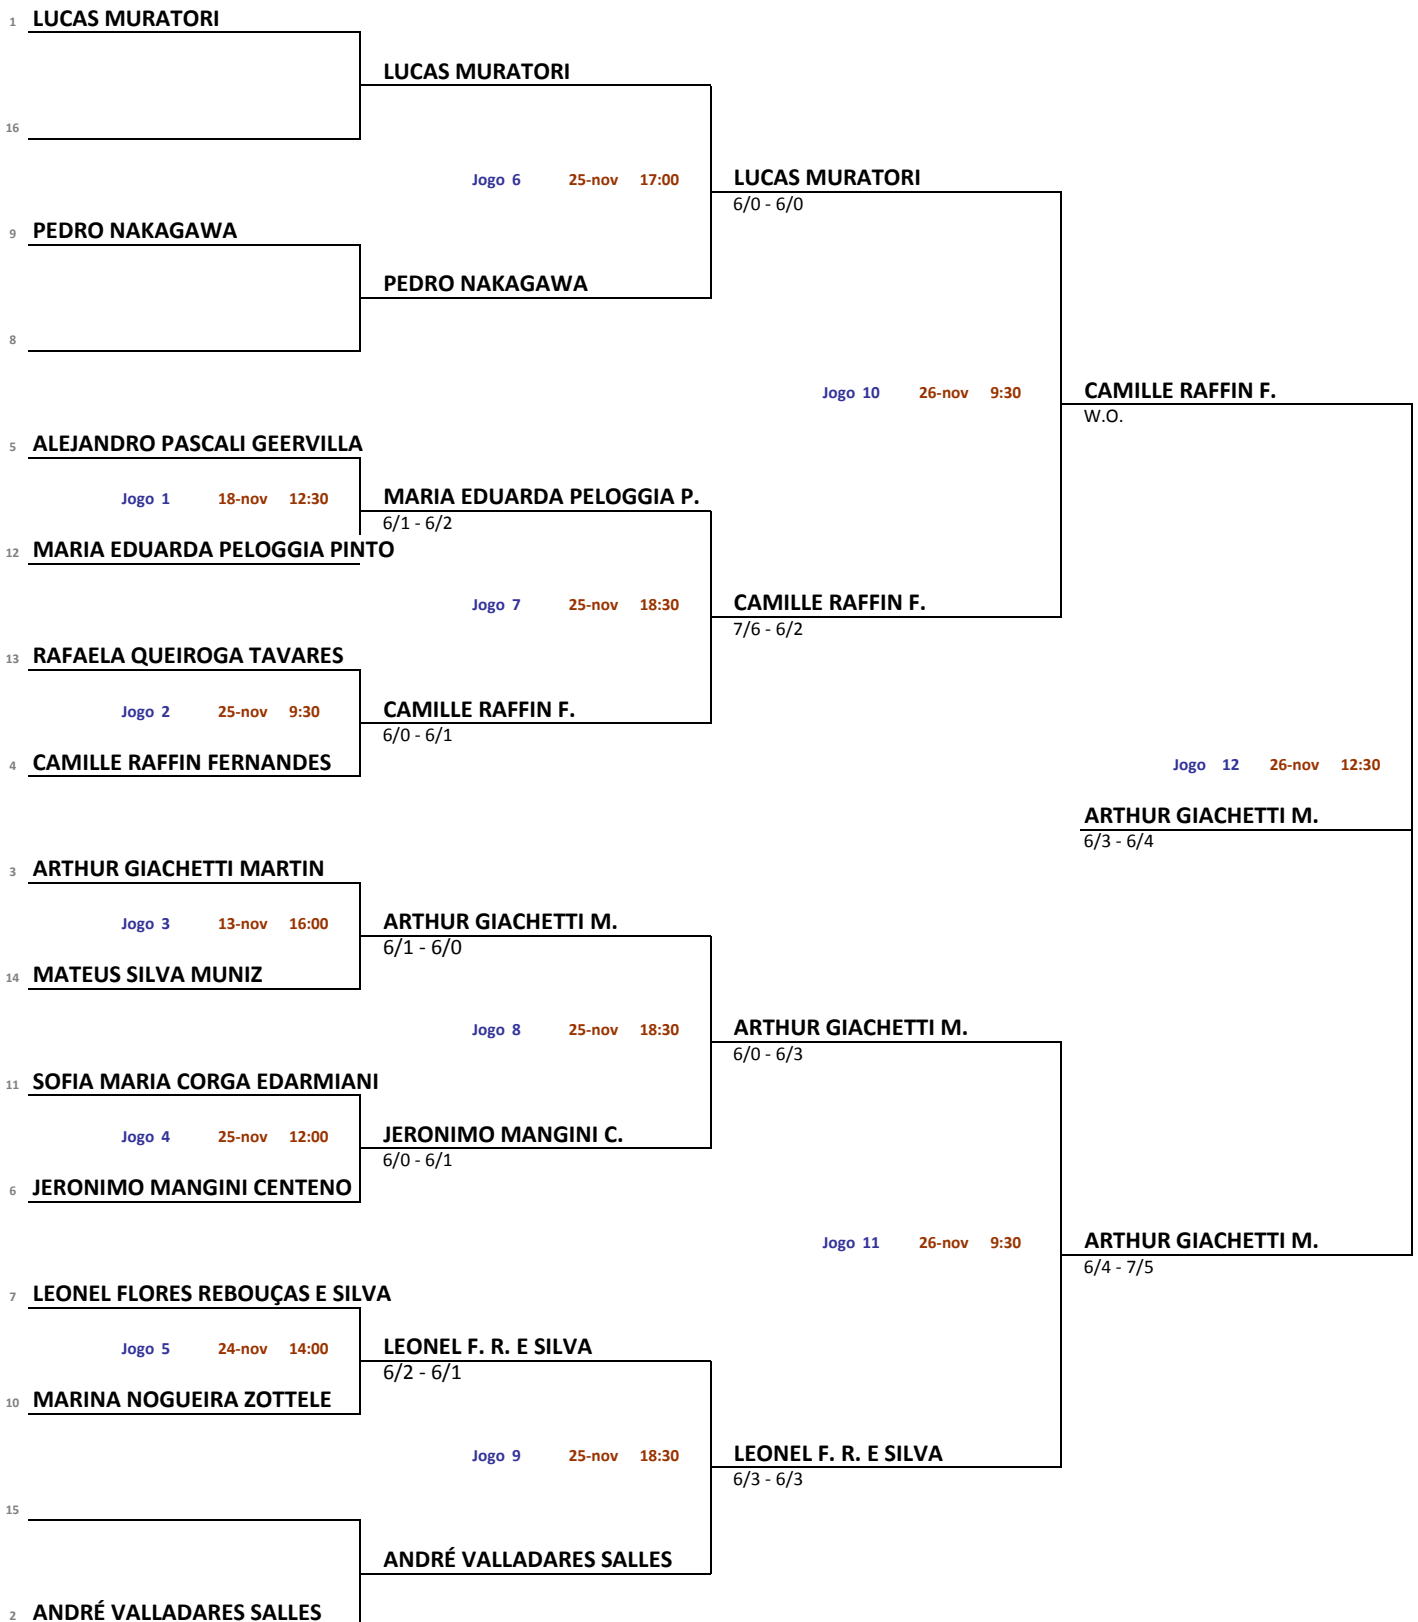 1 LUCAS MURATORI
LUCAS MURATORI
16
Jogo 6 25-nov 17:00
LUCAS MURATORI
6/0 - 6/0
9 PEDRO NAKAGAWA
PEDRO NAKAGAWA
8
Jogo 10 26-nov 9:30
CAMILLE RAFFIN F.
W.O.
5 ALEJANDRO PASCALI GEERVILLA
Jogo 1 18-nov 12:30
MARIA EDUARDA PELOGGIA P.
6/1 - 6/2
12 MARIA EDUARDA PELOGGIA PINTO
Jogo 7 25-nov 18:30
CAMILLE RAFFIN F.
7/6 - 6/2
13 RAFAELA QUEIROGA TAVARES
Jogo 2 25-nov 9:30
CAMILLE RAFFIN F.
6/0 - 6/1
4 CAMILLE RAFFIN FERNANDES
Jogo 12 26-nov 12:30
ARTHUR GIACHETTI M.
6/3 - 6/4
3 ARTHUR GIACHETTI MARTIN
Jogo 3 13-nov 16:00
ARTHUR GIACHETTI M.
6/1 - 6/0
14 MATEUS SILVA MUNIZ
Jogo 8 25-nov 18:30
ARTHUR GIACHETTI M.
6/0 - 6/3
11 SOFIA MARIA CORGA EDARMIANI
Jogo 4 25-nov 12:00
JERONIMO MANGINI C.
6/0 - 6/1
6 JERONIMO MANGINI CENTENO
Jogo 11 26-nov 9:30
ARTHUR GIACHETTI M.
6/4 - 7/5
7 LEONEL FLORES REBOUÇAS E SILVA
Jogo 5 24-nov 14:00
LEONEL F. R. E SILVA
6/2 - 6/1
10 MARINA NOGUEIRA ZOTTELE
Jogo 9 25-nov 18:30
LEONEL F. R. E SILVA
6/3 - 6/3
15
ANDRÉ VALLADARES SALLES
2 ANDRÉ VALLADARES SALLES